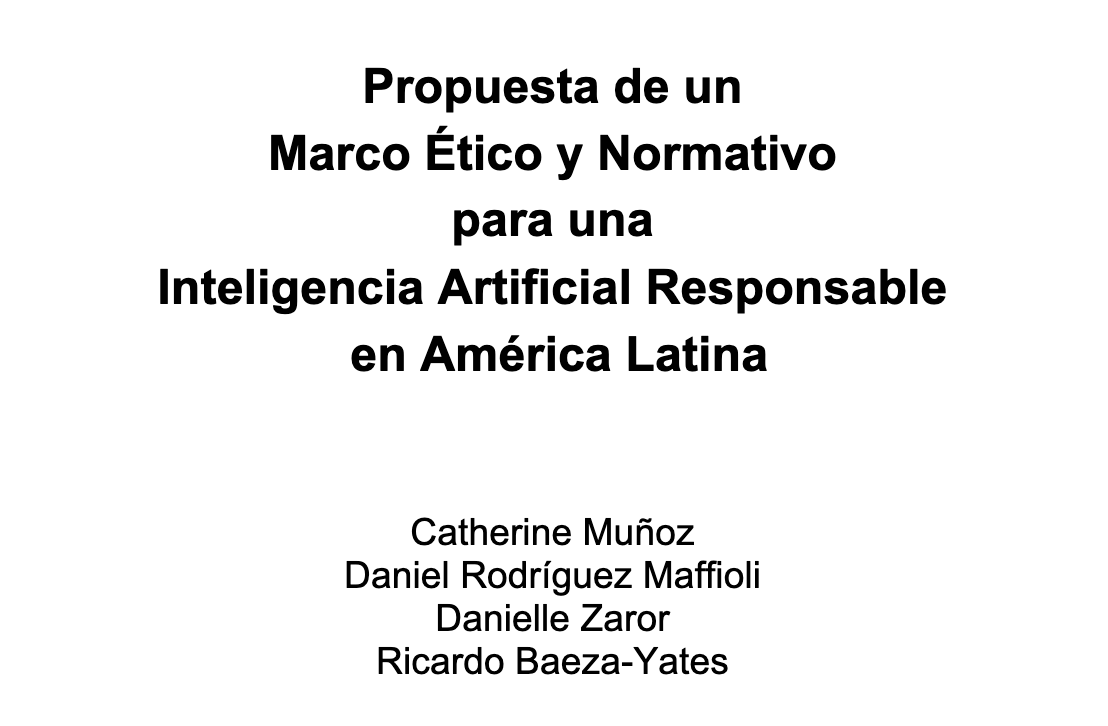 Propuesta de un
Marco Ético y Normativo
para una
Inteligencia Artificial Responsable
en América Latina
Catherine Muñoz
Daniel Rodríguez Maffioli
Danielle Zaror
Ricardo Baeza-Yates